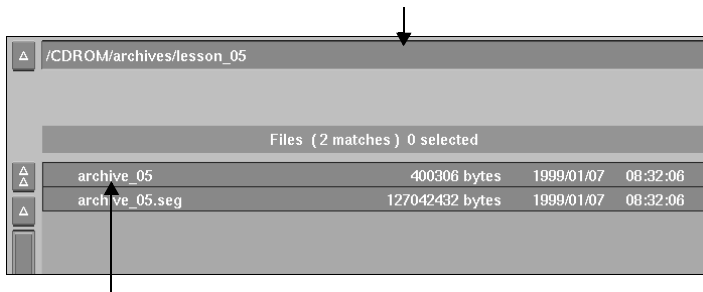 /CDROM/archives/lesson_05
Files (2 matches) 0 selected
archive_05 400306 bytes 1999/01/07 08:32:06
archive_05.seg 127042432 bytes 1999/01/07 08:32:06